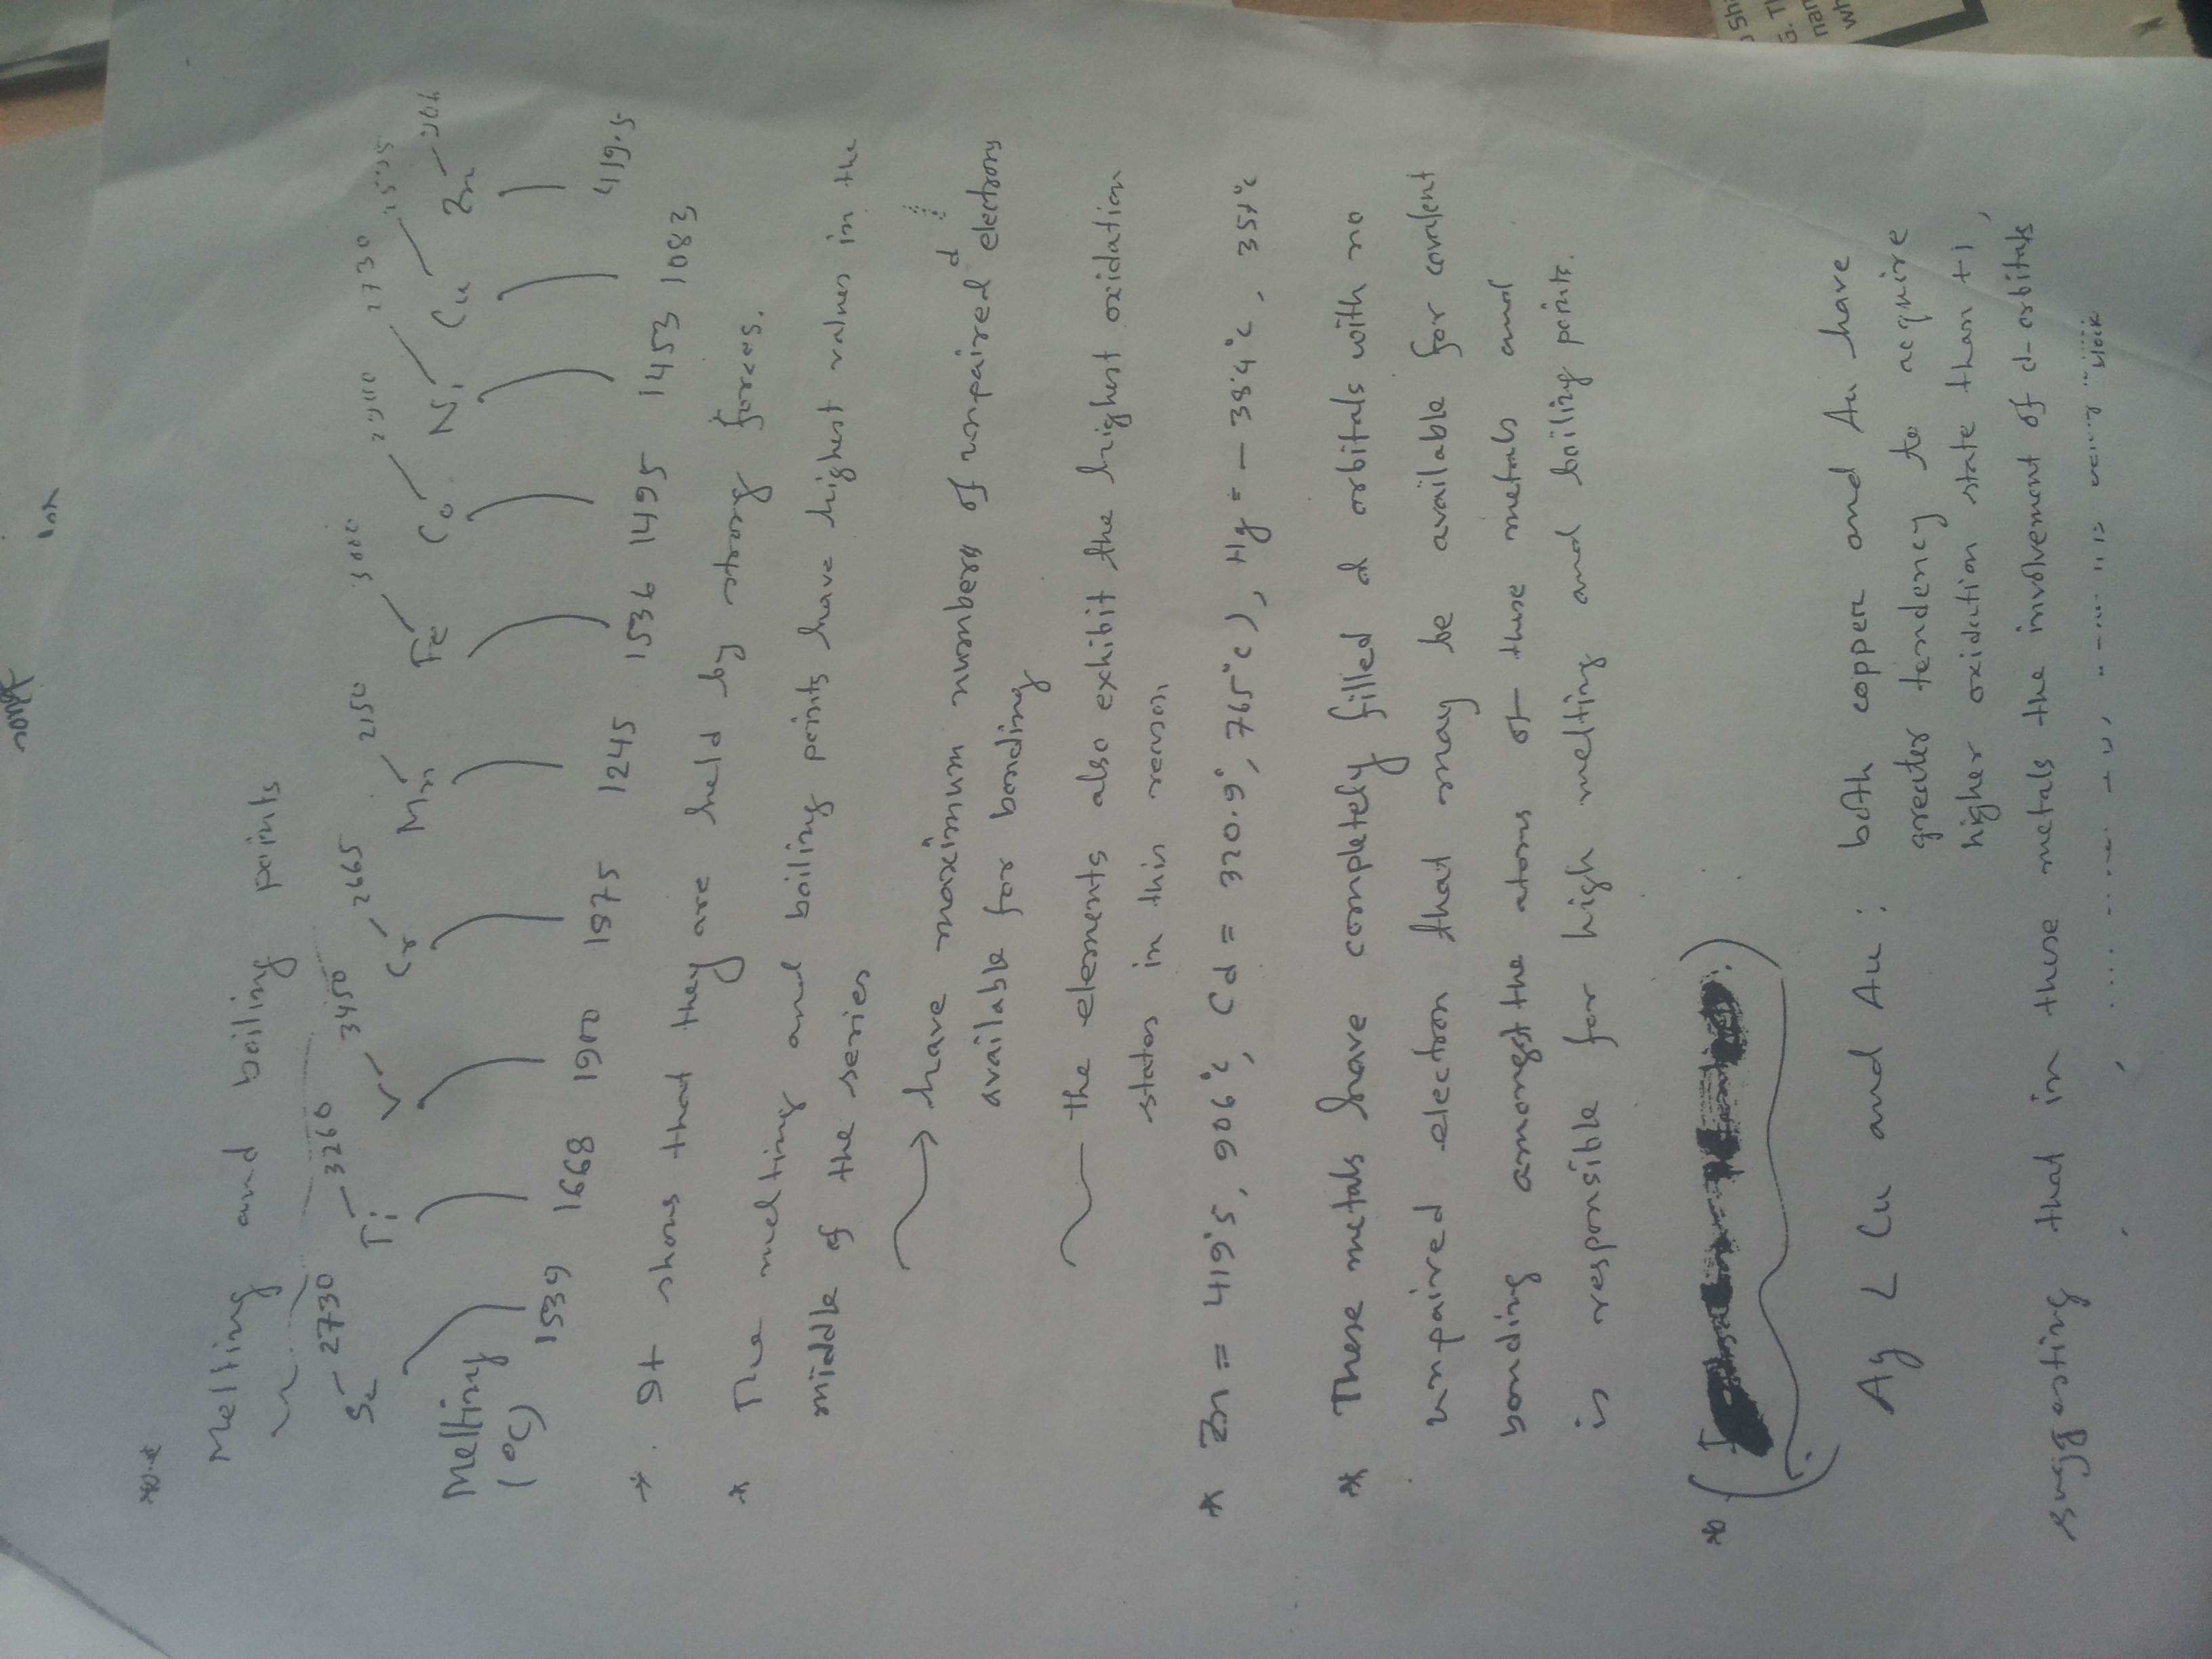 Melting and boiling points
Sc - 2730 Ti - 3260 V - 3450 Cr - 2665 Mn - 2150 Fe - 3000 Co Ni - 2730 Cu Zn - 906
Melting
(°C)
1539 1668 1900 1875 1245 1536 1495 1453 1083 419.5
* It shows that they are held by strong forces.
* The melting and boiling points have highest values in the
middle of the series
→ have maximum numbers of unpaired d electrons
available for bonding
the elements also exhibit the highest oxidation
states in this reason
* Zn = 419.5, 906°C, Cd = 320.9°, 765°C), Hg = -38.4°C, 357°C
* These metals have completely filled d orbitals with no
unpaired electron that may be available for covalent
bonding amongst the atoms of these metals and
is responsible for high melting and boiling points.
Ag < Cu and Au : both copper and Au have
greater tendency to acquire
higher oxidation state than +1,
suggesting that in these metals the involvement of d-orbitals